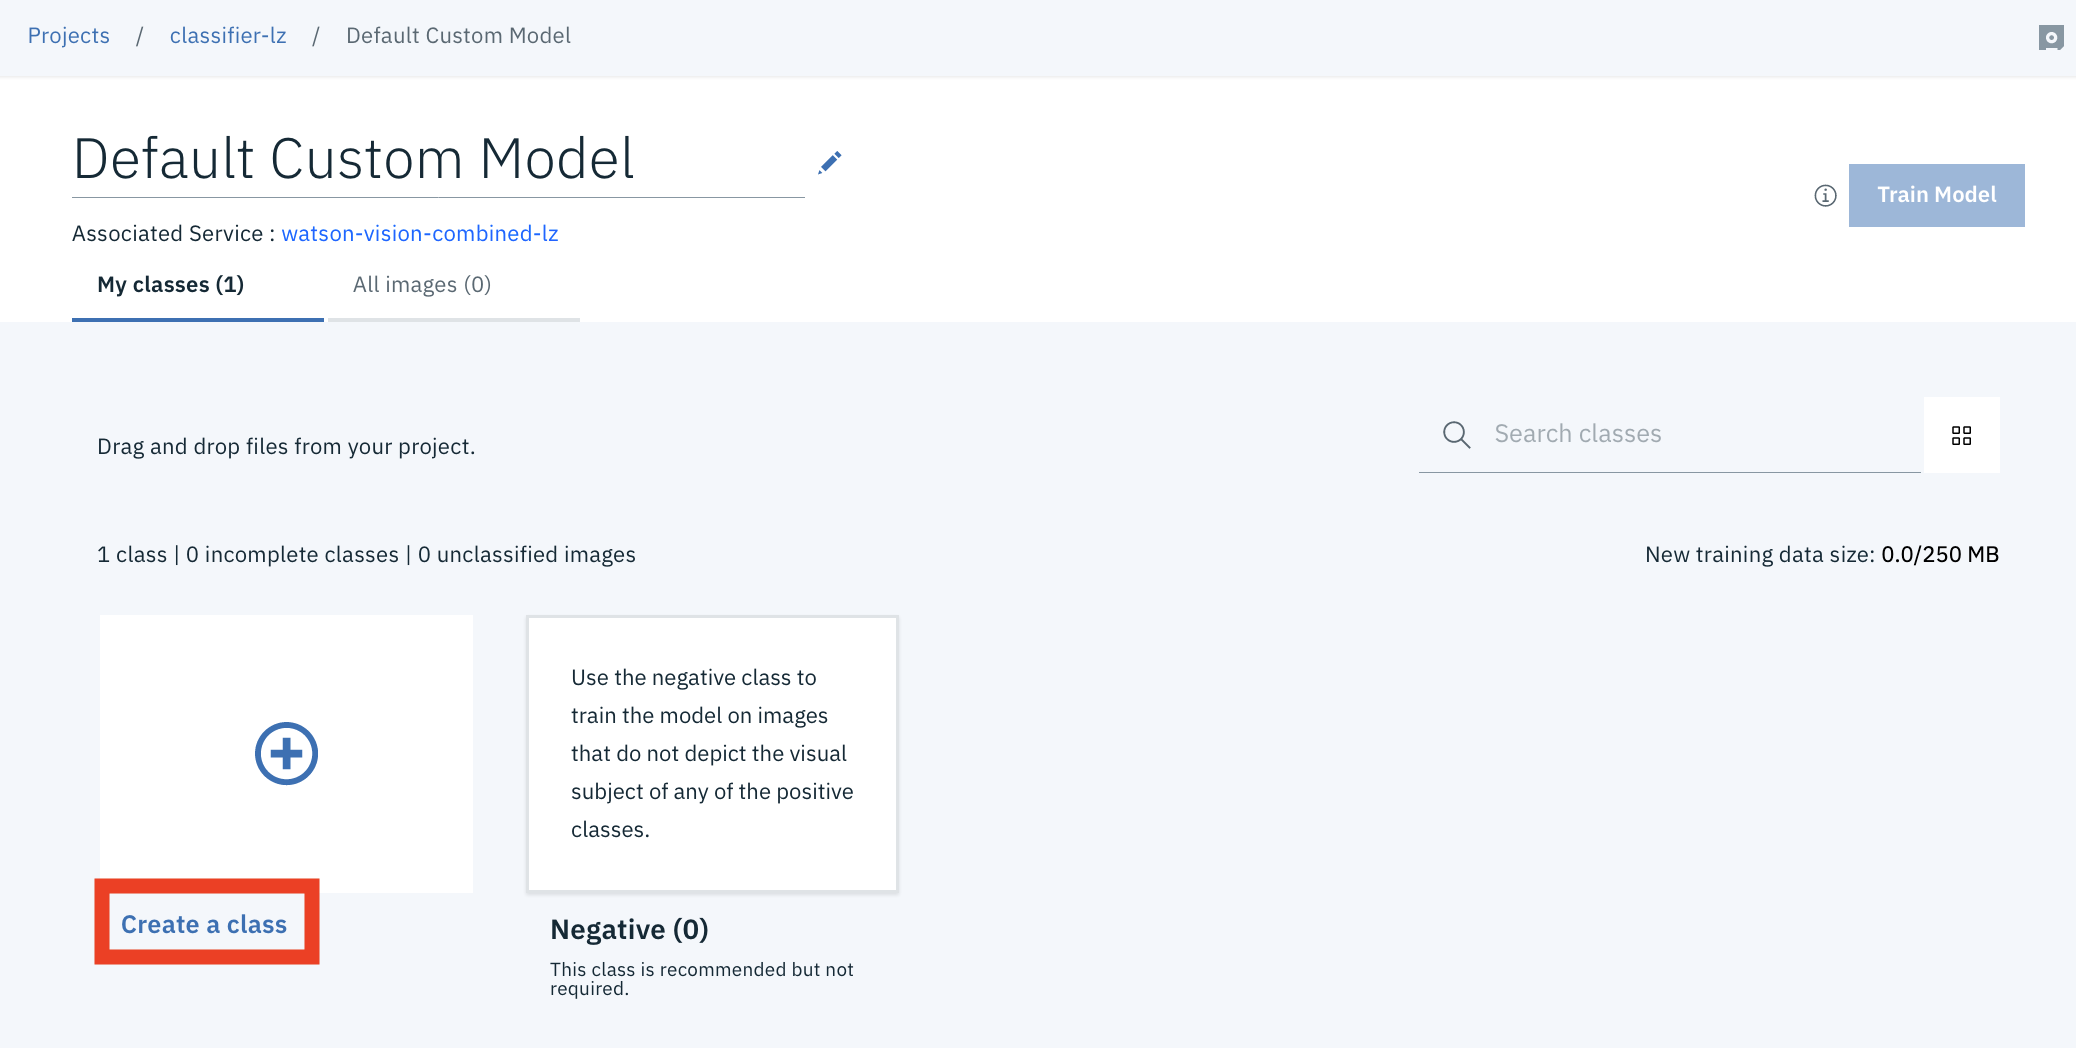 Projects / classifier-lz / Default Custom Model
Default Custom Model
Train Model
Associated Service : watson-vision-combined-lz
My classes (1) All images (0)
Drag and drop files from your project.
Search classes
1 class | 0 incomplete classes | 0 unclassified images
New training data size: 0.0/250 MB
Use the negative class to
train the model on images
that do not depict the visual
subject of any of the positive
classes.
Create a class
Negative (0)
This class is recommended but not
required.